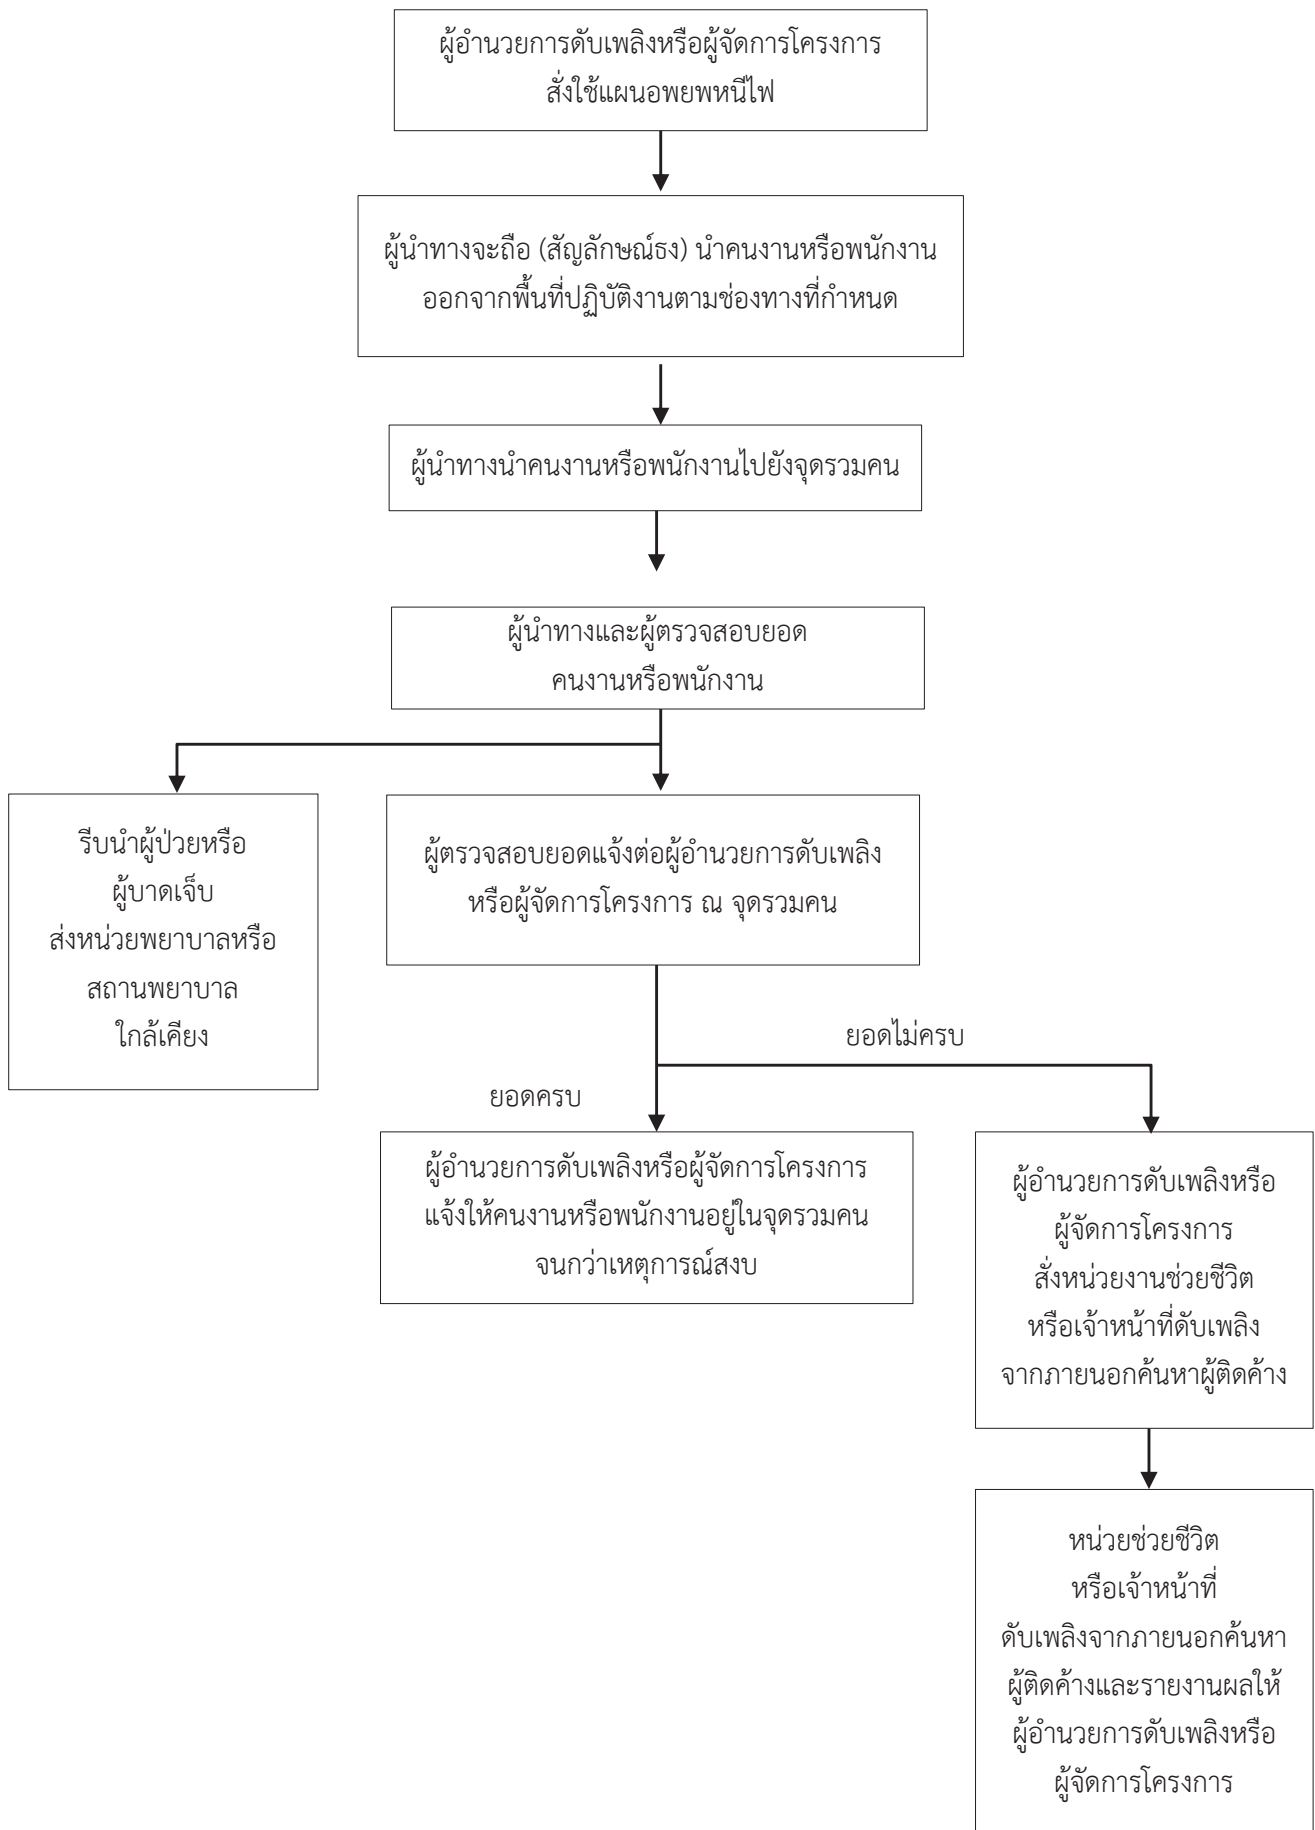 ผู้อำนวยการดับเพลิงหรือผู้จัดการโครงการ
สั่งใช้แผนอพยพหนีไฟ
ผู้นำทางจะถือ (สัญลักษณ์ธง) นำคนงานหรือพนักงาน
ออกจากพื้นที่ปฏิบัติงานตามช่องทางที่กำหนด
ผู้นำทางนำคนงานหรือพนักงานไปยังจุดรวมคน
ผู้นำทางและผู้ตรวจสอบยอด
คนงานหรือพนักงาน
รีบนำผู้ป่วยหรือ
ผู้บาดเจ็บ
ส่งหน่วยพยาบาลหรือ
สถานพยาบาล
ใกล้เคียง
ผู้ตรวจสอบยอดแจ้งต่อผู้อำนวยการดับเพลิง
หรือผู้จัดการโครงการ ณ จุดรวมคน
ยอดไม่ครบ
ยอดครบ
ผู้อำนวยการดับเพลิงหรือผู้จัดการโครงการ
แจ้งให้คนงานหรือพนักงานอยู่ในจุดรวมคน
จนกว่าเหตุการณ์สงบ
ผู้อำนวยการดับเพลิงหรือ
ผู้จัดการโครงการ
สั่งหน่วยงานช่วยชีวิต
หรือเจ้าหน้าที่ดับเพลิง
จากภายนอกค้นหาผู้ติดค้าง
หน่วยช่วยชีวิต
หรือเจ้าหน้าที่
ดับเพลิงจากภายนอกค้นหา
ผู้ติดค้างและรายงานผลให้
ผู้อำนวยการดับเพลิงหรือ
ผู้จัดการโครงการ